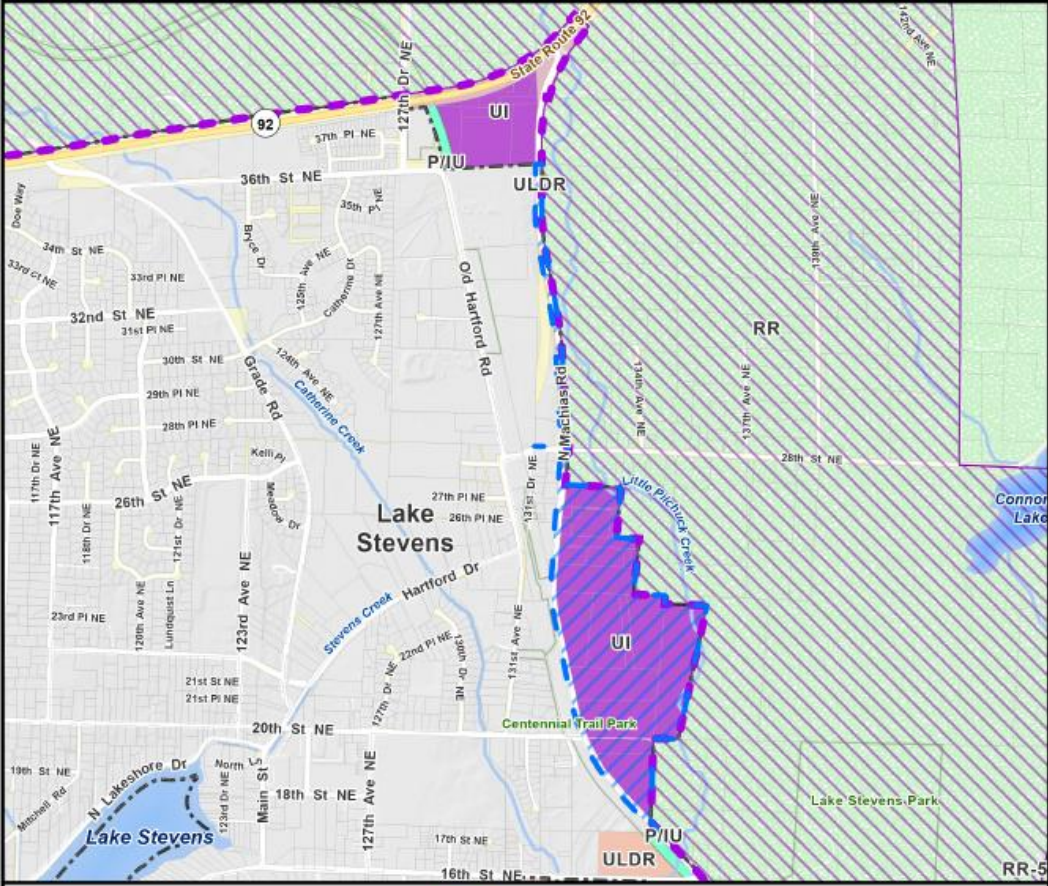 142nd Ave NE
State Route 92
127th Dr NE
UI
92
37th Pl NE
P/IU
36th St NE
ULDR
Doe Way
35th Pl NE
139th Ave NE
Bryce Dr
34th St NE
125th Ave NE
33rd Ct NE
33rd Pl NE
Catherine Dr
127th Ave NE
Old Hartford Rd
32nd St NE
31st Pl NE
RR
30th St NE
124th Ave NE
Grade Rd
134th Ave NE
137th Ave NE
29th Pl NE
Catherine Creek
N Machias Rd
28th Pl NE
117th Dr NE
117th Ave NE
Kelli Pl
28th St NE
26th St NE
Meadow Dr
27th Pl NE
131st Dr NE
Little Pilchuck Creek
Connor
Lake
118th Dr NE
121st Dr NE
Lake
Stevens
26th Pl NE
Hartford Dr
120th Ave NE
Lundquist Ln
123rd Ave NE
Stevens Creek
23rd Pl NE
22nd Pl NE
130th Dr NE
131st Ave NE
UI
21st St NE
21st Pl NE
127th Dr NE
20th St NE
Centennial Trail Park
19th St NE
N Lakeshore Dr
North Ln
Mitchell Rd
123rd Dr NE
Main St
18th St NE
127th Ave NE
Lake Stevens Park
Lake Stevens
17th St NE
P/IU
ULDR
16th St NE
RR-5